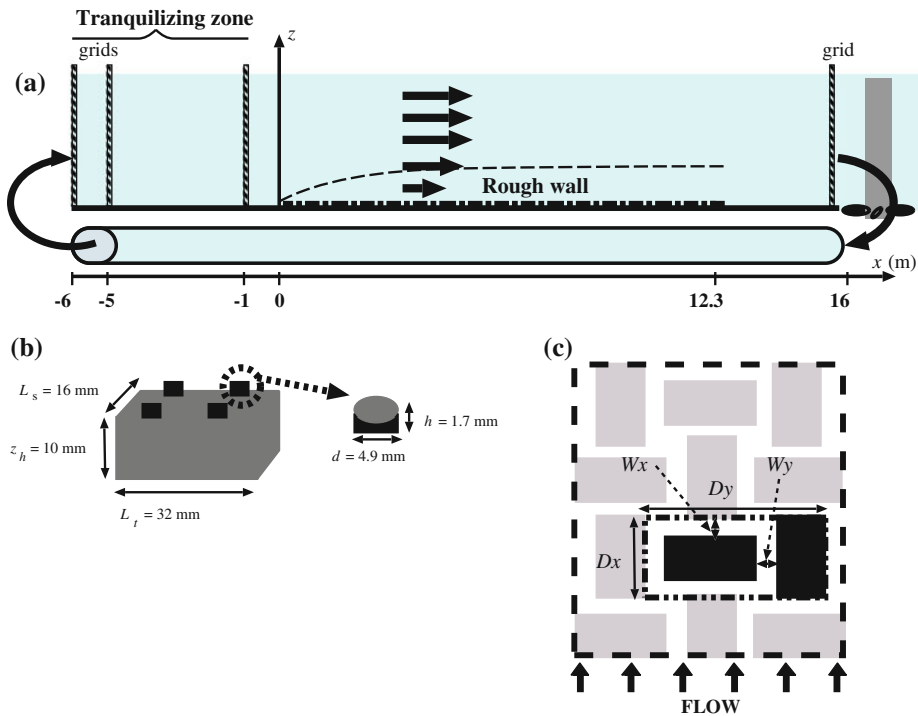 Tranquilizing zone
grids
z
grid
(a)
Rough wall
x (m)
-6
-5
-1
0
12.3
16
(b)
L s = 16 mm
z h = 10 mm
L t = 32 mm
h = 1.7 mm
d = 4.9 mm
(c)
Wx
Wy
Dy
Dx
FLOW